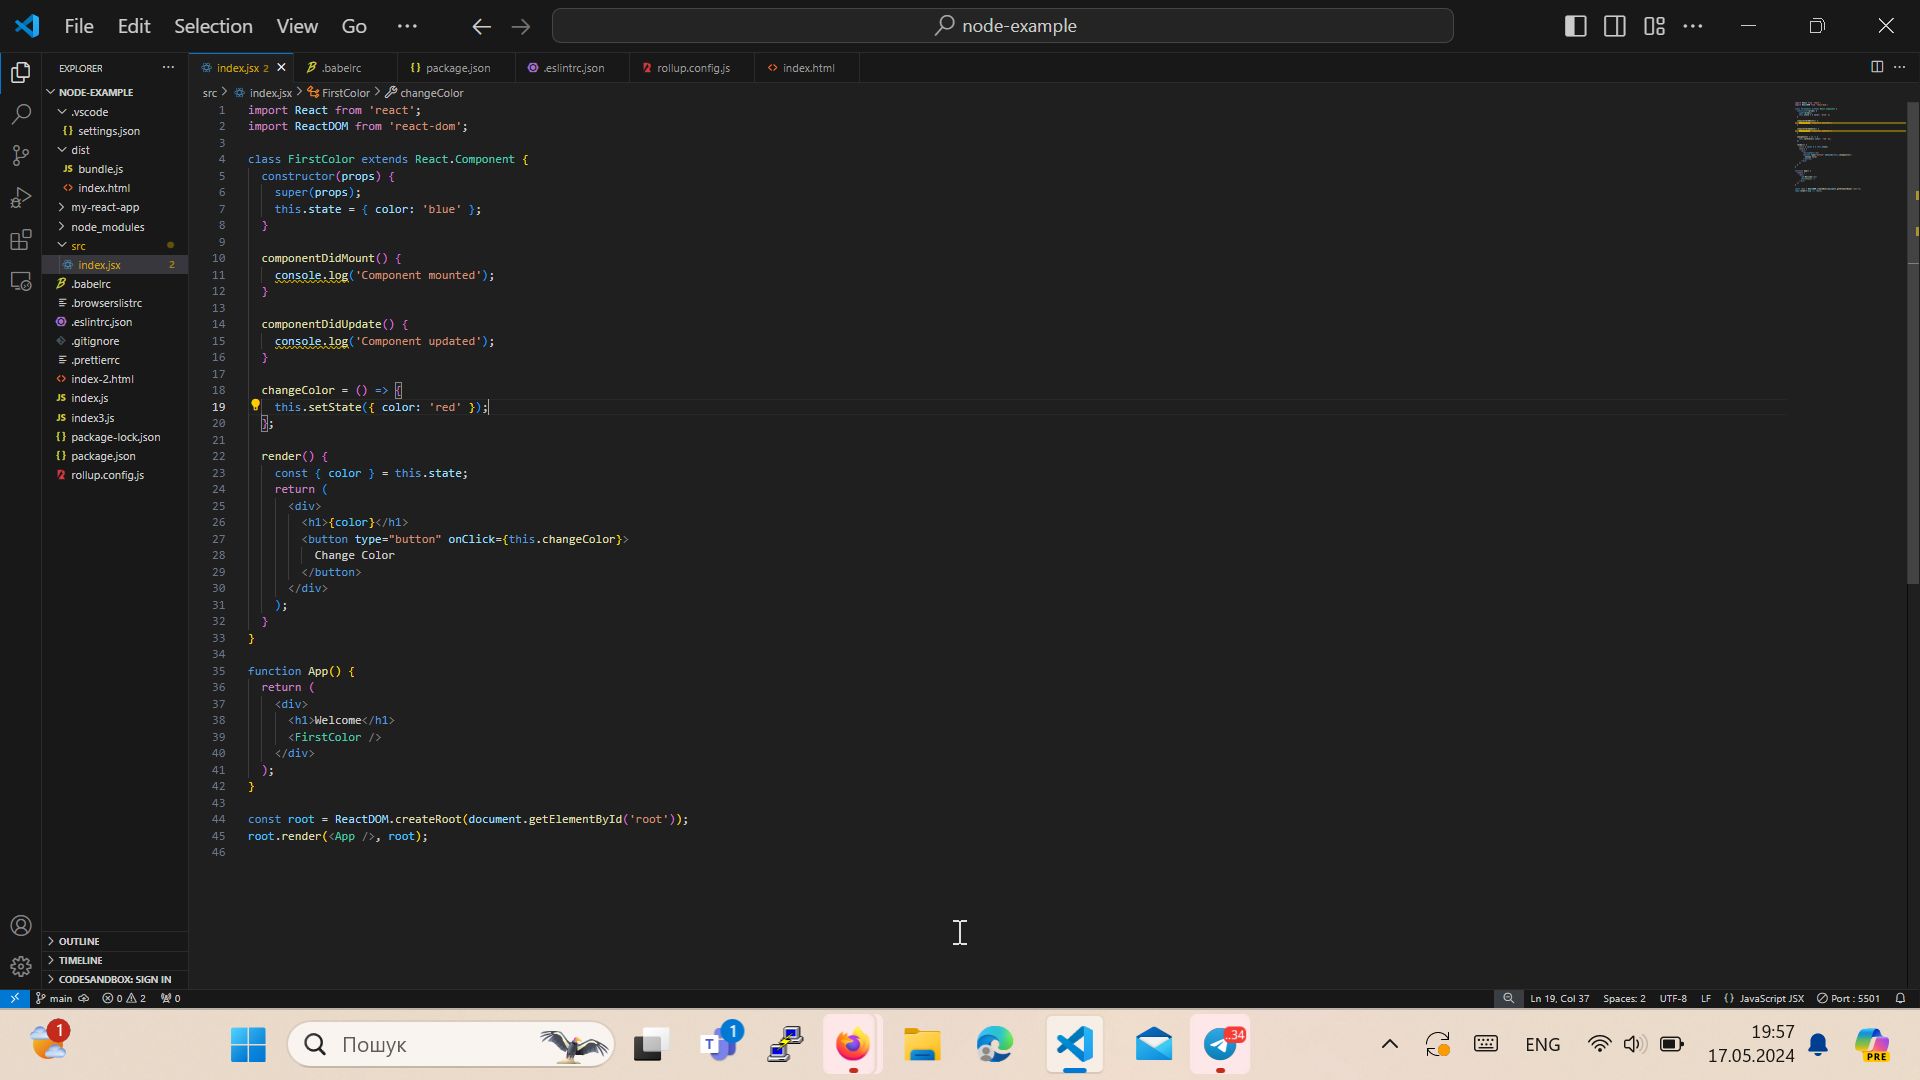 File Edit Selection View Go
node-example
EXPLORER
index.jsx 2
.babelrc
package.json
.eslintrc.json
rollup.config.js
index.html
NODE-EXAMPLE
.vscode
settings.json
dist
bundle.js
index.html
my-react-app
node_modules
src
index.jsx 2
.babelrc
.browserslistrc
.eslintrc.json
.gitignore
.prettierrc
index-2.html
index.js
index3.js
package-lock.json
package.json
rollup.config.js
OUTLINE
TIMELINE
CODESANDBOX: SIGN IN
src > index.jsx > FirstColor > changeColor
1 import React from 'react';
2 import ReactDOM from 'react-dom';
3
4 class FirstColor extends React.Component {
5 constructor(props) {
6 super(props);
7 this.state = { color: 'blue' };
8 }
9
10 componentDidMount() {
11 console.log('Component mounted');
12 }
13
14 componentDidUpdate() {
15 console.log('Component updated');
16 }
17
18 changeColor = () => {
19 this.setState({ color: 'red' });
20 };
21
22 render() {
23 const { color } = this.state;
24 return (
25 <div>
26 <h1>{color}</h1>
27 <button type="button" onClick={this.changeColor}>
28 Change Color
29 </button>
30 </div>
31 );
32 }
33 }
34
35 function App() {
36 return (
37 <div>
38 <h1>Welcome</h1>
39 <FirstColor />
40 </div>
41 );
42 }
43
44 const root = ReactDOM.createRoot(document.getElementById('root'));
45 root.render(<App />, root);
46
main 0 2 0
Ln 19, Col 37 Spaces: 2 UTF-8 LF {} JavaScript JSX Port : 5501
1
Пошук
T 1
34
ENG
19:57
17.05.2024
PRE